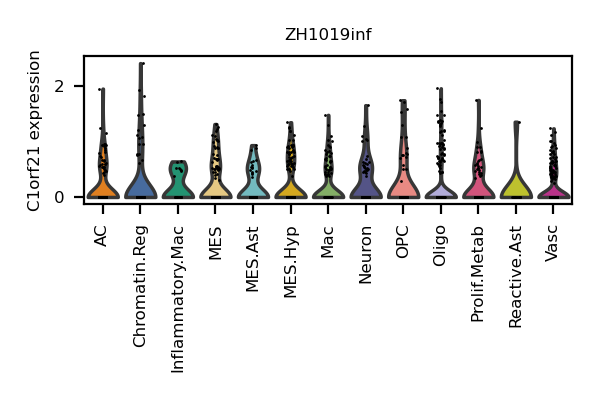 ZH1019inf
C1orf21 expression
2
0
AC
Chromatin.Reg
Inflammatory.Mac
MES
MES.Ast
MES.Hyp
Mac
Neuron
OPC
Oligo
Prolif.Metab
Reactive.Ast
Vasc